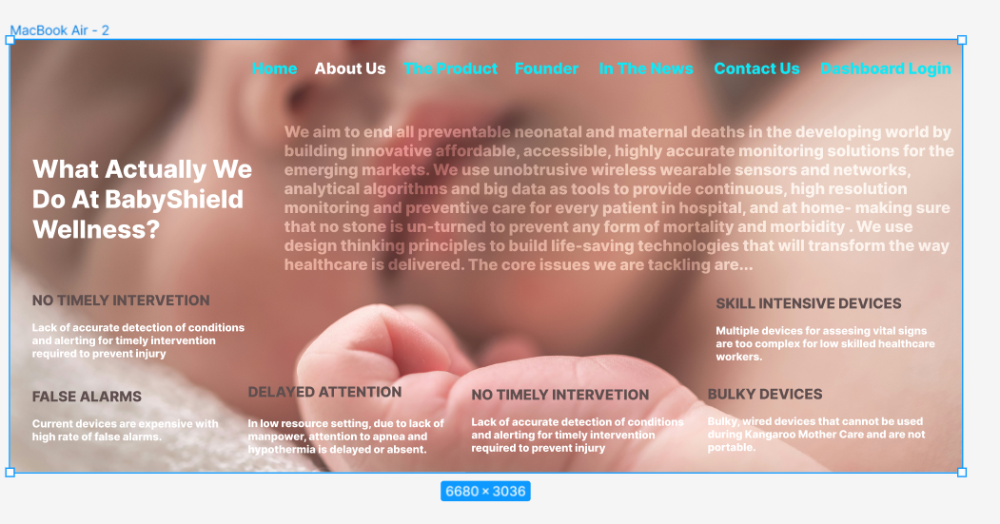 MacBook Air - 2
Home About Us The Product Founder In The News Contact Us Dashboard Login
What Actually We
Do At BabyShield
Wellness?
We aim to end all preventable neonatal and maternal deaths in the developing world by
building innovative affordable, accessible, highly accurate monitoring solutions for the
emerging markets. We use unobtrusive wireless wearable sensors and networks,
analytical algorithms and big data as tools to provide continuous, high resolution
monitoring and preventive care for every patient in hospital, and at home- making sure
that no stone is un-turned to prevent any form of mortality and morbidity . We use
design thinking principles to build life-saving technologies that will transform the way
healthcare is delivered. The core issues we are tackling are...
NO TIMELY INTERVETION
Lack of accurate detection of conditions
and alerting for timely intervention
required to prevent injury
SKILL INTENSIVE DEVICES
Multiple devices for assesing vital signs
are too complex for low skilled healthcare
workers.
FALSE ALARMS
Current devices are expensive with
high rate of false alarms.
DELAYED ATTENTION
In low resource setting, due to lack of
manpower, attention to apnea and
hypothermia is delayed or absent.
NO TIMELY INTERVETION
Lack of accurate detection of conditions
and alerting for timely intervention
required to prevent injury
BULKY DEVICES
Bulky, wired devices that cannot be used
during Kangaroo Mother Care and are not
portable.
6680 × 3036